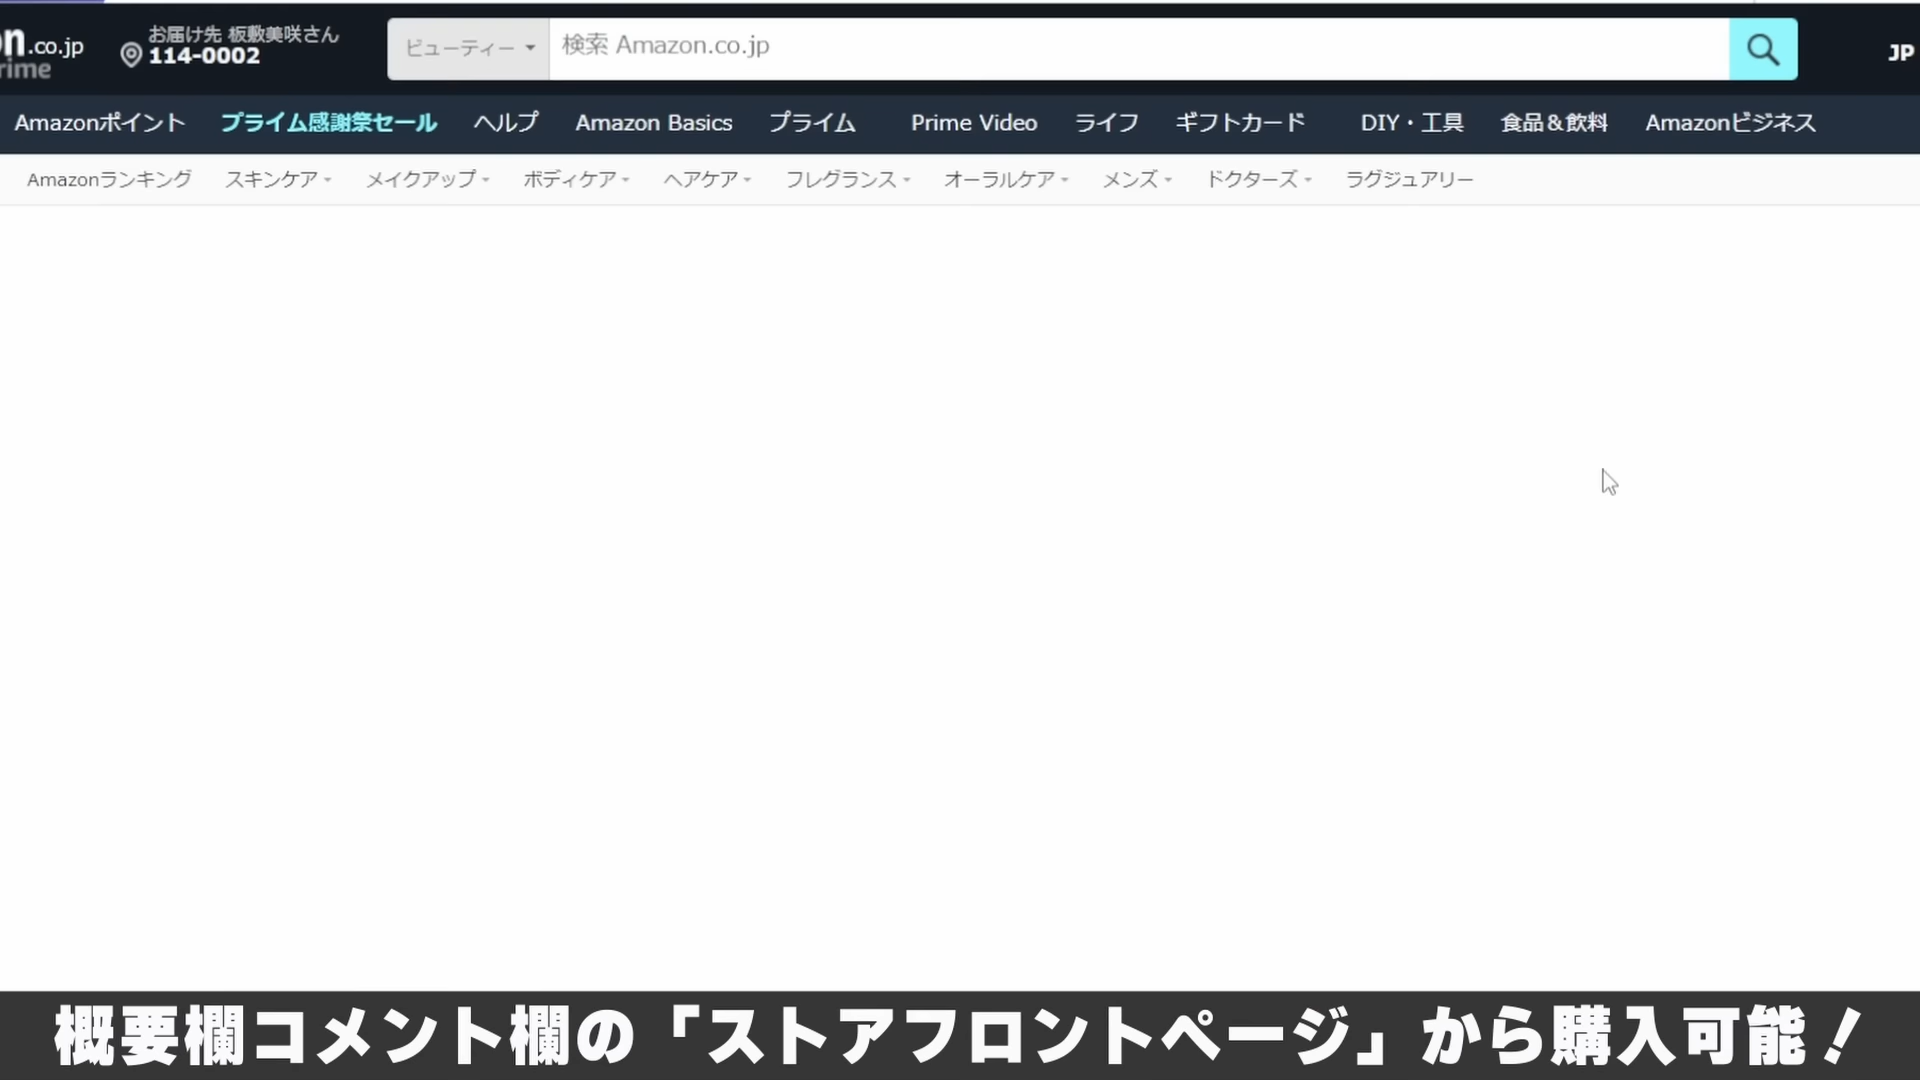 n.co.jp
rime
お届け先 板敷美咲さん
114-0002
ビューティー
検索 Amazon.co.jp
JP
Amazonポイント プライム感謝祭セール ヘルプ Amazon Basics プライム Prime Video ライフ ギフトカード DIY・工具 食品&飲料 Amazonビジネス
Amazonランキング スキンケア メイクアップ ボディケア ヘアケア フレグランス オーラルケア メンズ ドクターズ ラグジュアリー
概要欄コメント欄の「ストアフロントページ」から購入可能！